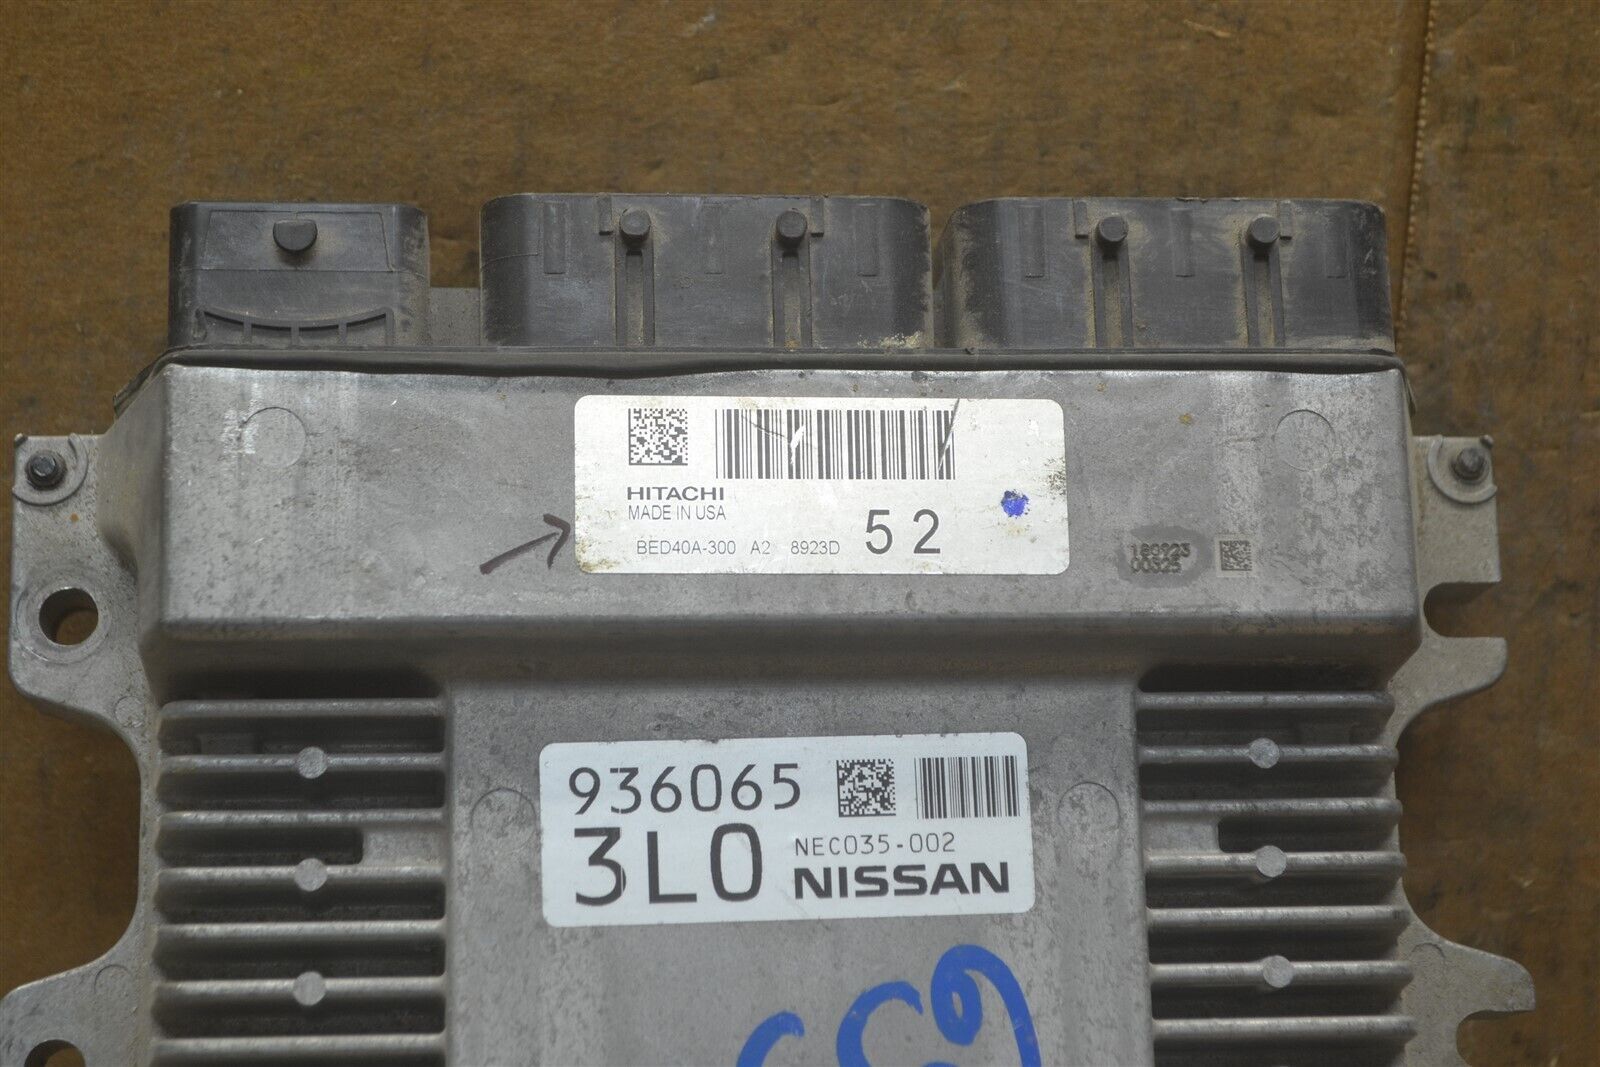 HITACHI
MADE IN USA
BED40A-300 A2 8923D 52
180923
00325
936065
3L0 NEC035-002
NISSAN